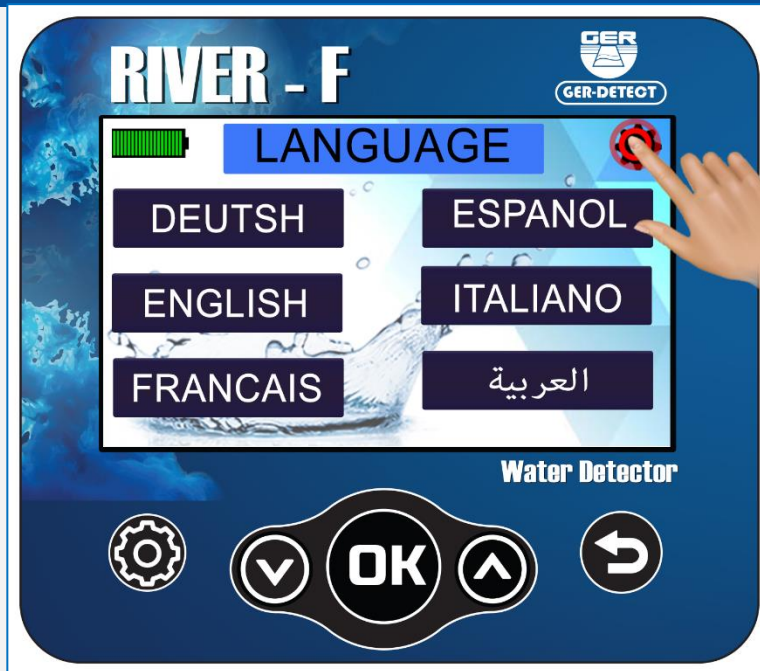 RIVER - F
GER
GER-DETECT
LANGUAGE
DEUTSH
ESPANOL
ENGLISH
ITALIANO
FRANCAIS
العربية
Water Detector
OK